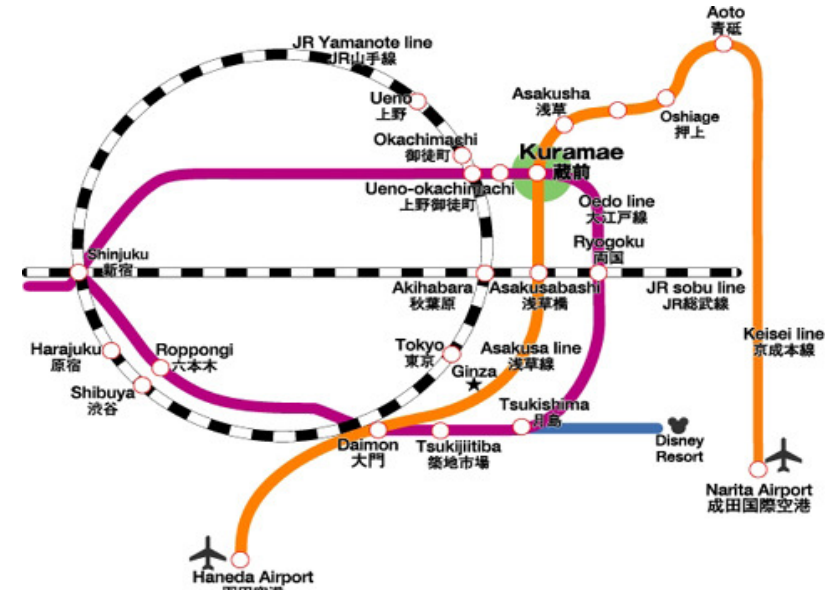 Aoto
青砥
JR Yamanote line
JR山手線
Ueno
上野
Asakusha
浅草
Oshiage
押上
Okachimachi
御徒町
Kuramae
蔵前
Ueno-okachimachi
上野御徒町
Oedo line
大江戸線
Ryogoku
両国
Shinjuku
新宿
Akihabara
秋葉原
Asakusabashi
浅草橋
JR sobu line
JR総武線
Harajuku
原宿
Roppongi
六本木
Tokyo
東京
Asakusa line
浅草線
Keisei line
京成本線
Ginza
Shibuya
渋谷
Tsukishima
月島
Daimon
大門
Tsukijiitiba
築地市場
Disney
Resort
Narita Airport
成田国際空港
Haneda Airport